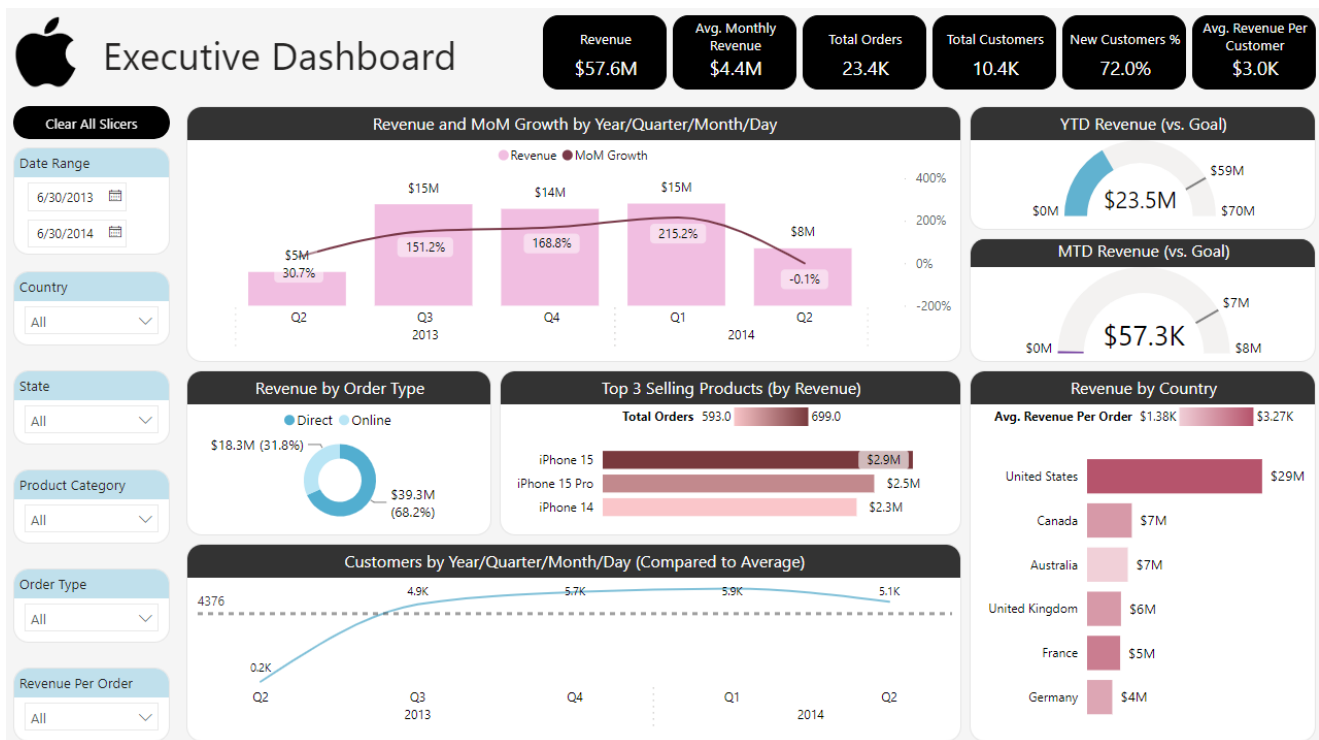 Executive Dashboard
Revenue
$57.6M
Avg. Monthly
Revenue
$4.4M
Total Orders
23.4K
Total Customers
10.4K
New Customers %
72.0%
Avg. Revenue Per
Customer
$3.0K
Clear All Slicers
Date Range
6/30/2013
6/30/2014
Country
All
State
All
Product Category
All
Order Type
All
Revenue Per Order
All
Revenue and MoM Growth by Year/Quarter/Month/Day
Revenue MoM Growth
400%
200%
0%
-200%
$5M
$15M
$14M
$15M
$8M
30.7%
151.2%
168.8%
215.2%
-0.1%
Q2 Q3 Q4 Q1 Q2
2013 2014
YTD Revenue (vs. Goal)
$59M
$23.5M
$0M $70M
MTD Revenue (vs. Goal)
$7M
$57.3K
$0M $8M
Revenue by Order Type
Direct Online
$18.3M (31.8%)
$39.3M
(68.2%)
Top 3 Selling Products (by Revenue)
Total Orders 593.0 699.0
iPhone 15 $2.9M
iPhone 15 Pro $2.5M
iPhone 14 $2.3M
Revenue by Country
Avg. Revenue Per Order $1.38K $3.27K
United States $29M
Canada $7M
Australia $7M
United Kingdom $6M
France $5M
Germany $4M
Customers by Year/Quarter/Month/Day (Compared to Average)
4376
0.2K
4.9K
5.7K
5.9K
5.1K
Q2 Q3 Q4 Q1 Q2
2013 2014